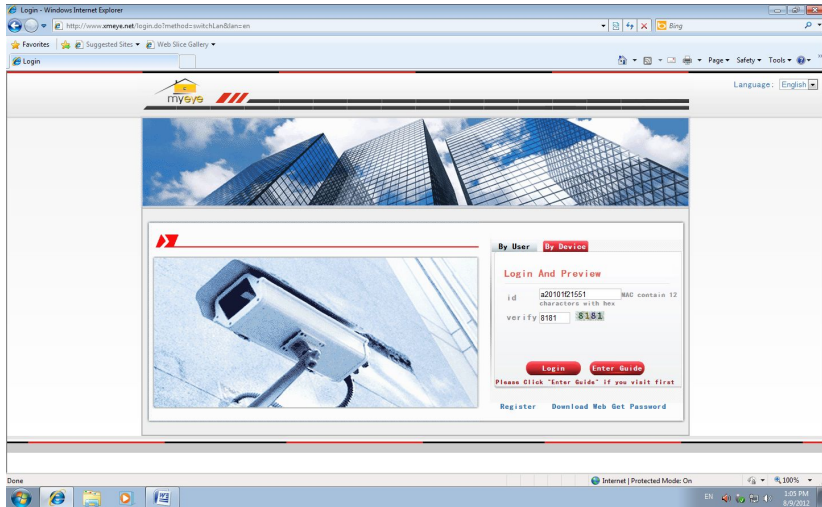 Login - Windows Internet Explorer
http://www.xmeye.net/login.do?method=switchLan&lan=en
Bing
Favorites Suggested Sites Web Slice Gallery
Login
Page Safety Tools
Language: English
myeye
By User By Device
Login And Preview
id a20101f21551 MAC contain 12
characters with hex
verify 8181 8181
Login Enter Guide
Please Click "Enter Guide" if you visit first
Register Download Web Get Password
Done
Internet | Protected Mode: On
100%
EN
1:05 PM
8/9/2012